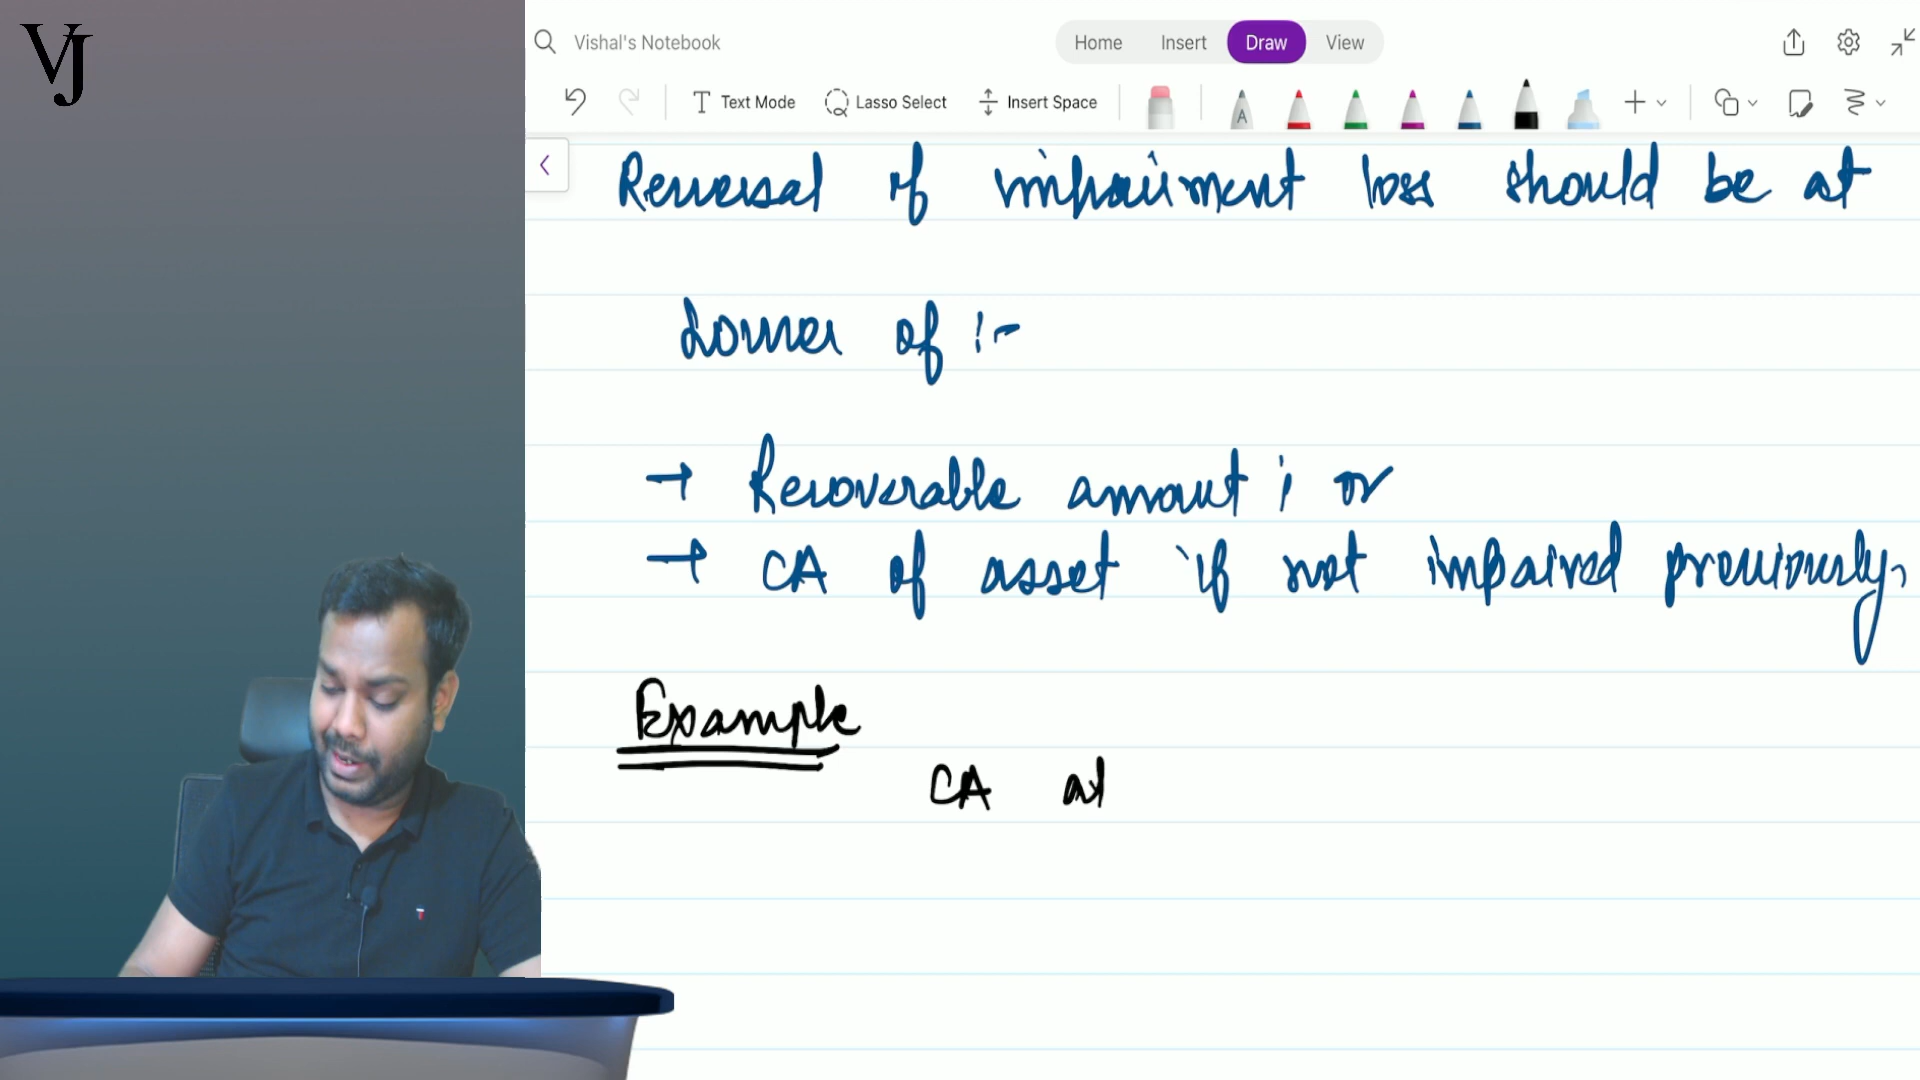 VJ
Vishal's Notebook
Home Insert Draw View
Text Mode Lasso Select Insert Space
A
Reversal of impairment loss should be at
Lower of :-
→ Recoverable amount ; or
→ CA of asset if not impaired previously.
Example
CA at